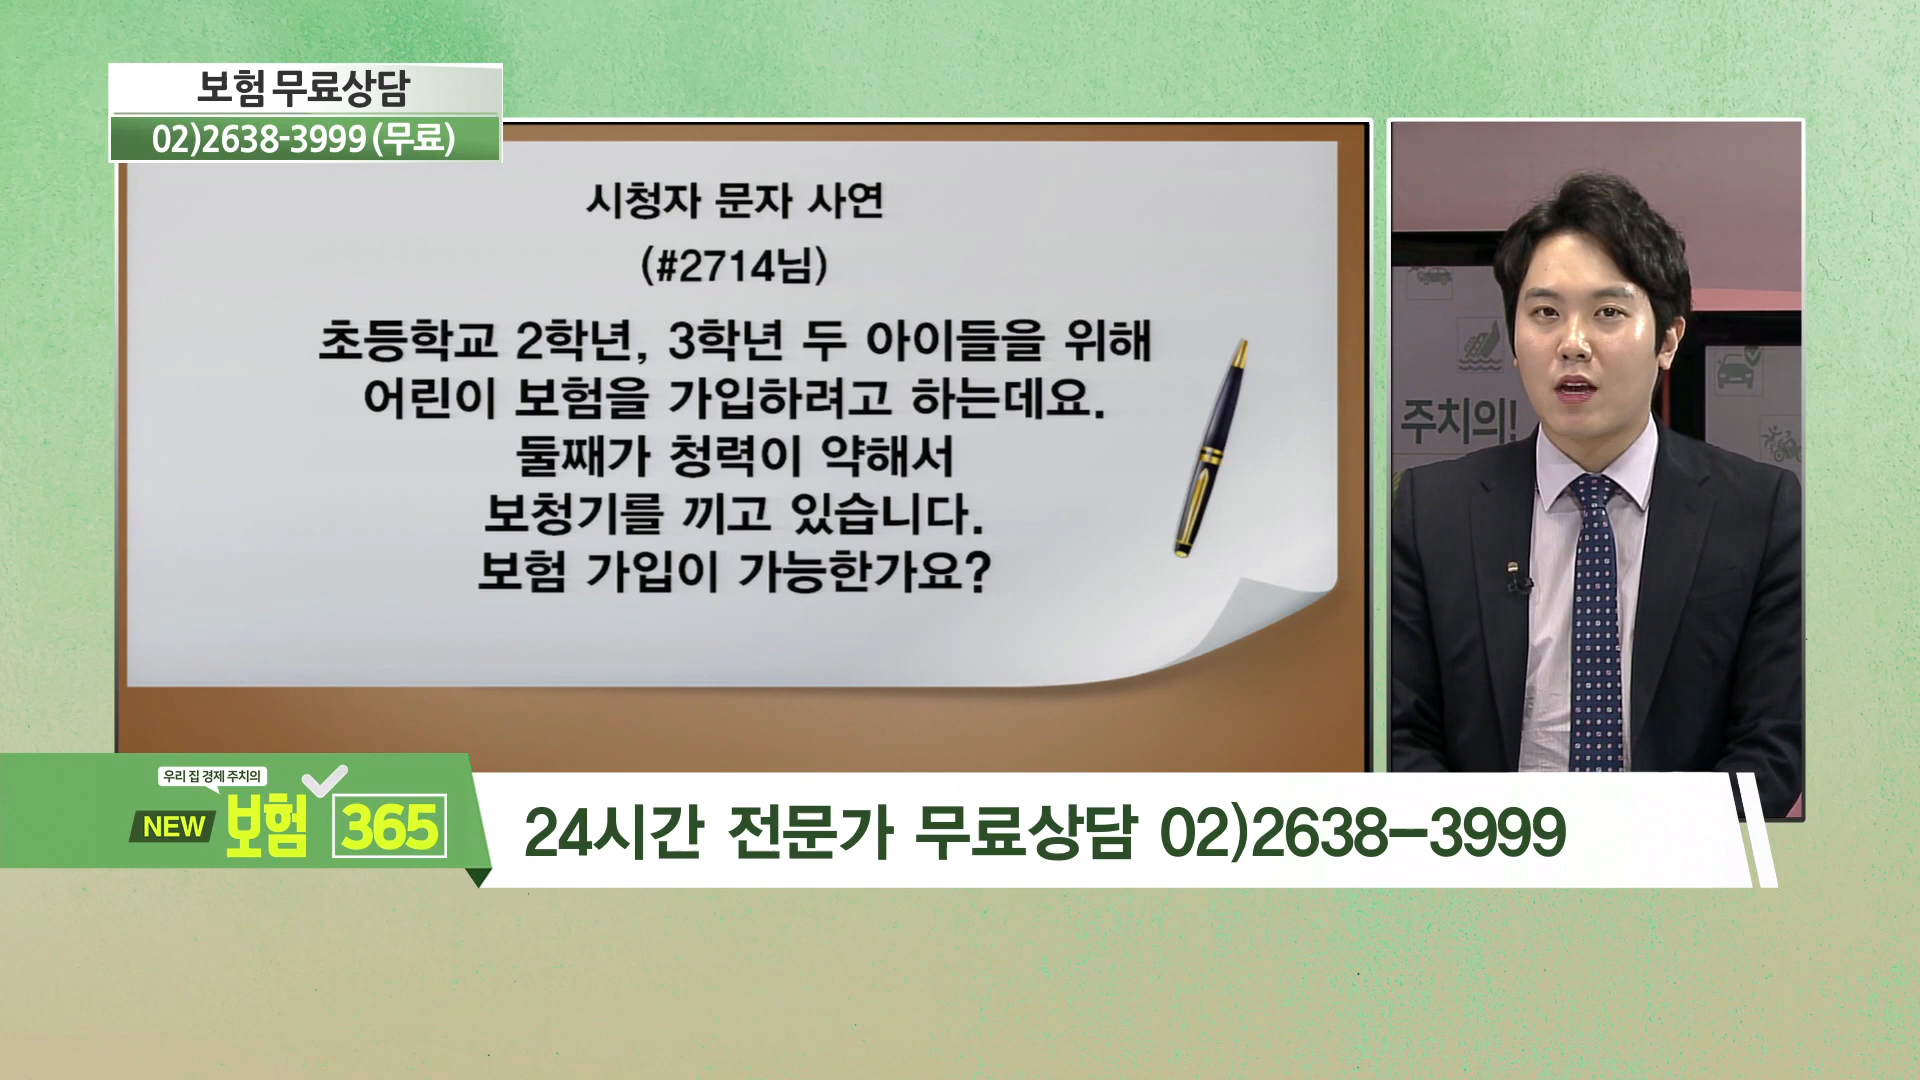 보험 무료상담
02)2638-3999 (무료)
시청자 문자 사연
(#2714님)
초등학교 2학년, 3학년 두 아이들을 위해
어린이 보험을 가입하려고 하는데요.
둘째가 청력이 약해서
보청기를 끼고 있습니다.
보험 가입이 가능한가요?
주치의!
우리 집 경제 주치의
NEW 보험 365
24시간 전문가 무료상담 02)2638-3999